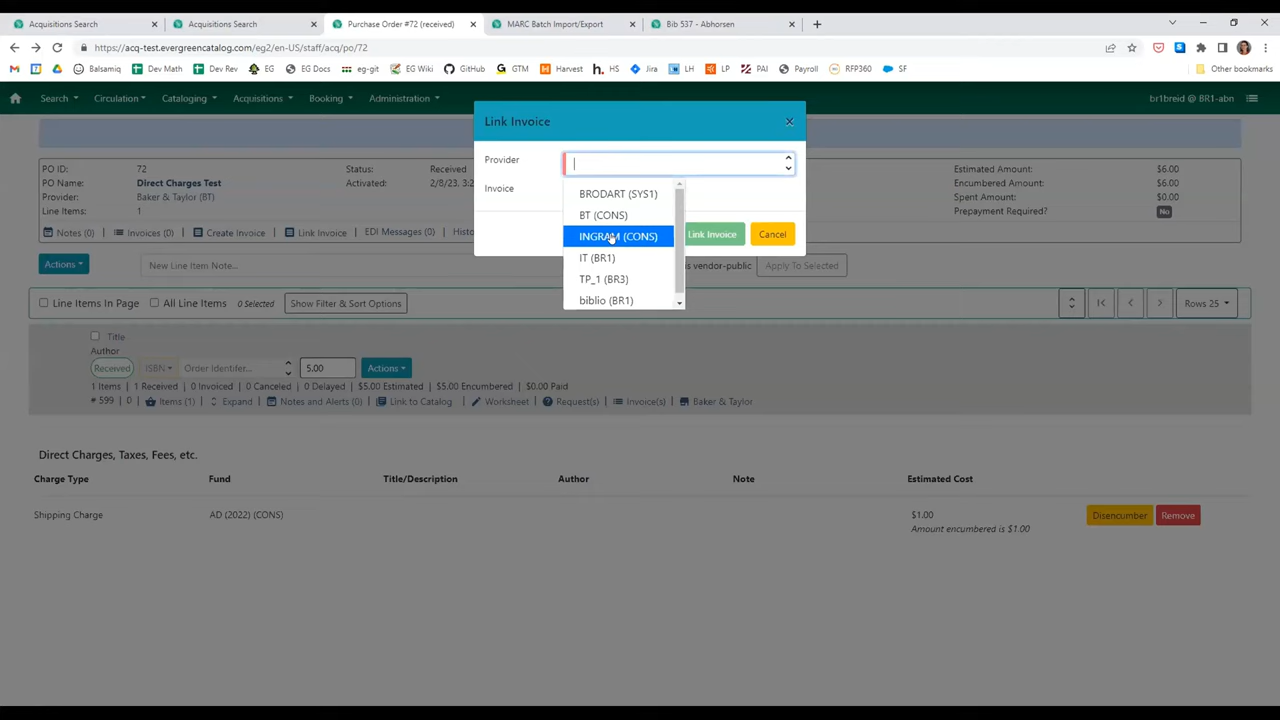 Acquisitions Search
Acquisitions Search
Purchase Order #72 (received)
MARC Batch Import/Export
Bib 537 - Abhorsen
https://acq-test.evergreencatalog.com/eg2/en-US/staff/acq/po/72
Balsamiq Dev Math Dev Rev EG EG Docs eg-git EG Wiki GitHub GTM Harvest HS Jira LH LP PAI Payroll RFP360 SF Other bookmarks
Search Circulation Cataloging Acquisitions Booking Administration br1breid @ BR1-abn
Link Invoice
Provider
Invoice
BRODART (SYS1)
BT (CONS)
INGRAM (CONS)
IT (BR1)
TP_1 (BR3)
biblio (BR1)
Link Invoice Cancel
PO ID: 72
PO Name: Direct Charges Test
Provider: Baker & Taylor (BT)
Line Items: 1
Status: Received
Activated: 2/8/23, 3:2
Estimated Amount: $6.00
Encumbered Amount: $6.00
Spent Amount: $0.00
Prepayment Required? No
Notes (0) | Invoices (0) | Create Invoice | Link Invoice | EDI Messages (0) | Histo
Actions New Line Item Note... is vendor-public Apply To Selected
Line Items In Page All Line Items 0 Selected Show Filter & Sort Options Rows 25
Title
Author
Received ISBN Order Identifer... 5.00 Actions
1 Items | 1 Received | 0 Invoiced | 0 Canceled | 0 Delayed | $5.00 Estimated | $5.00 Encumbered | $0.00 Paid
# 599 | 0 | Items (1) | Expand | Notes and Alerts (0) | Link to Catalog | Worksheet | Request(s) | Invoice(s) | Baker & Taylor
Direct Charges, Taxes, Fees, etc.
Charge Type Fund Title/Description Author Note Estimated Cost
Shipping Charge AD (2022) (CONS) $1.00 Disencumber Remove
Amount encumbered is $1.00